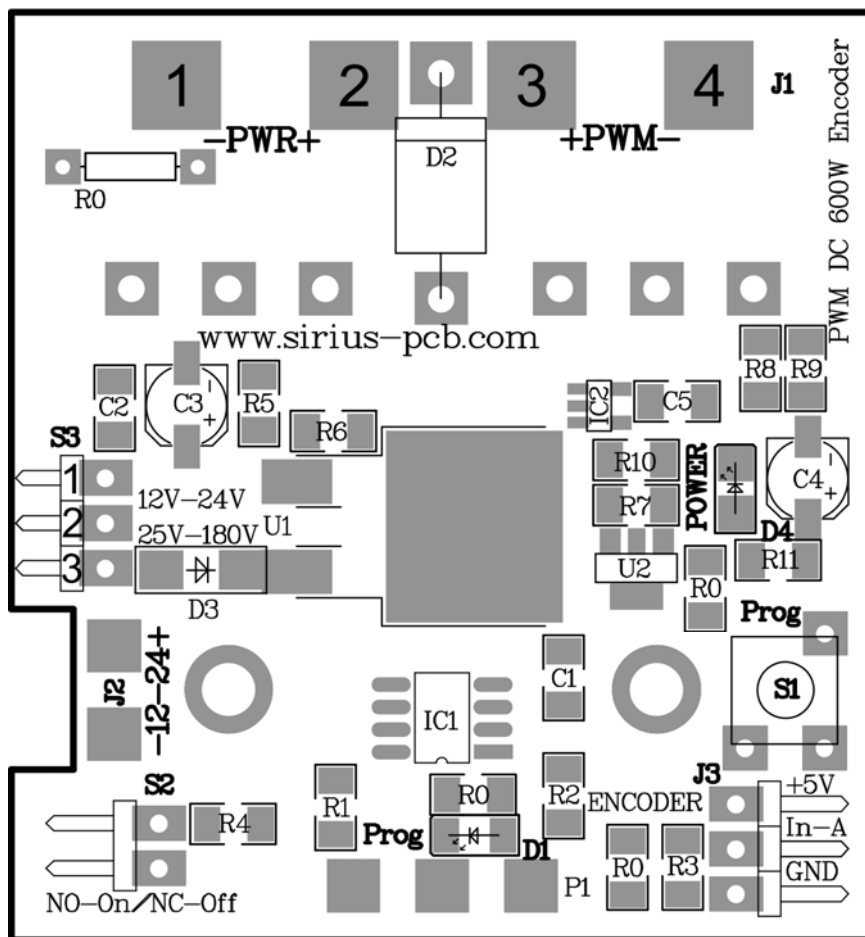 1 2 3 4 J1
-PWR+ +PWM-
D2
R0
PWM DC 600W Encoder
www.sirius-pcb.com
R8 R9
C2 C3 R5 IC2 C5
S3 R6
1 12V-24V
2 25V-180V U1
3
D3
R10 POWER C4
R7 D4
U2 R11
R0
Prog
J2 -12-24+
C1 S1
IC1
S2 J3
+5V
R4 R1 R0 R2 ENCODER
In-A
Prog D1
R0 R3
GND
P1
NO-On/NC-Off